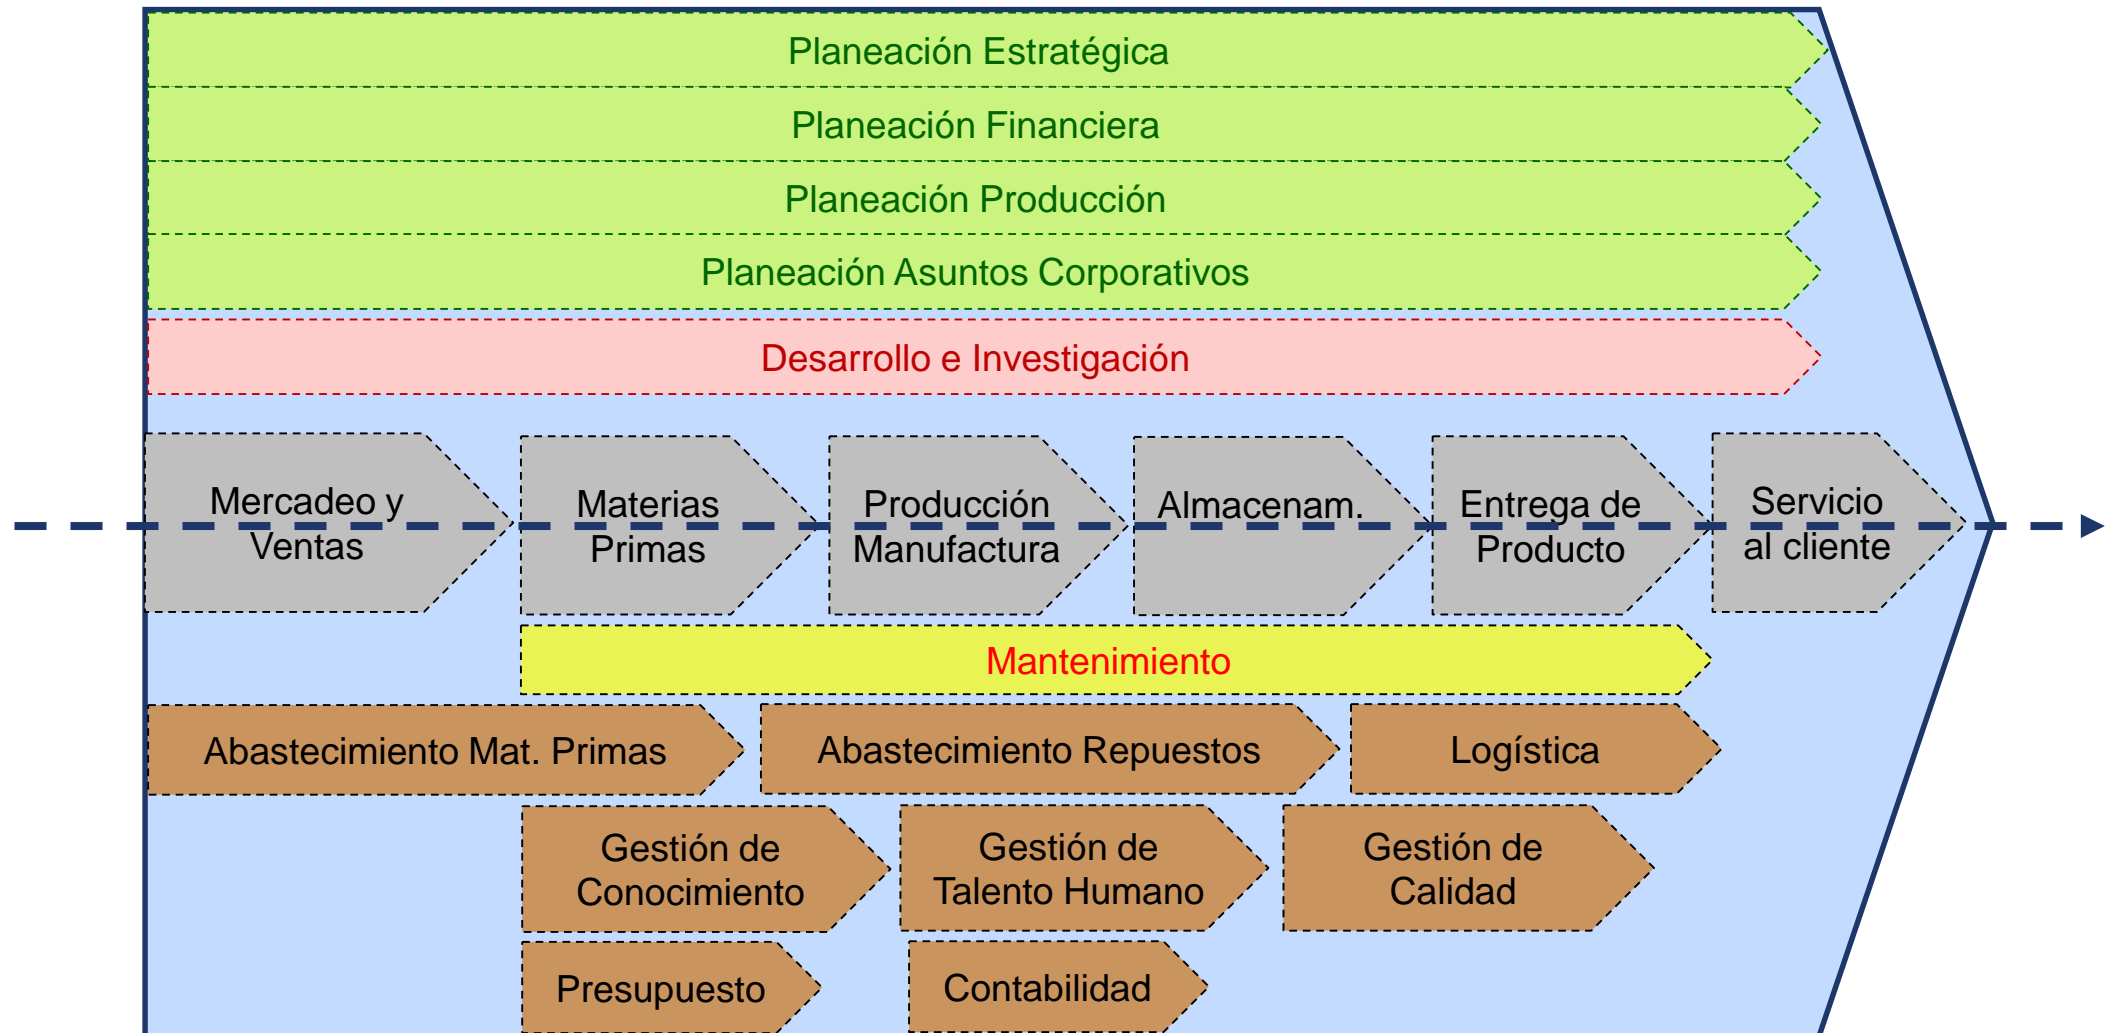 Planeación Estratégica
Planeación Financiera
Planeación Producción
Planeación Asuntos Corporativos
Desarrollo e Investigación
Mercadeo y
Ventas
Materias
Primas
Producción
Manufactura
Almacenam.
Entrega de
Producto
Servicio
al cliente
Mantenimiento
Abastecimiento Mat. Primas
Abastecimiento Repuestos
Logística
Gestión de
Conocimiento
Gestión de
Talento Humano
Gestión de
Calidad
Presupuesto
Contabilidad